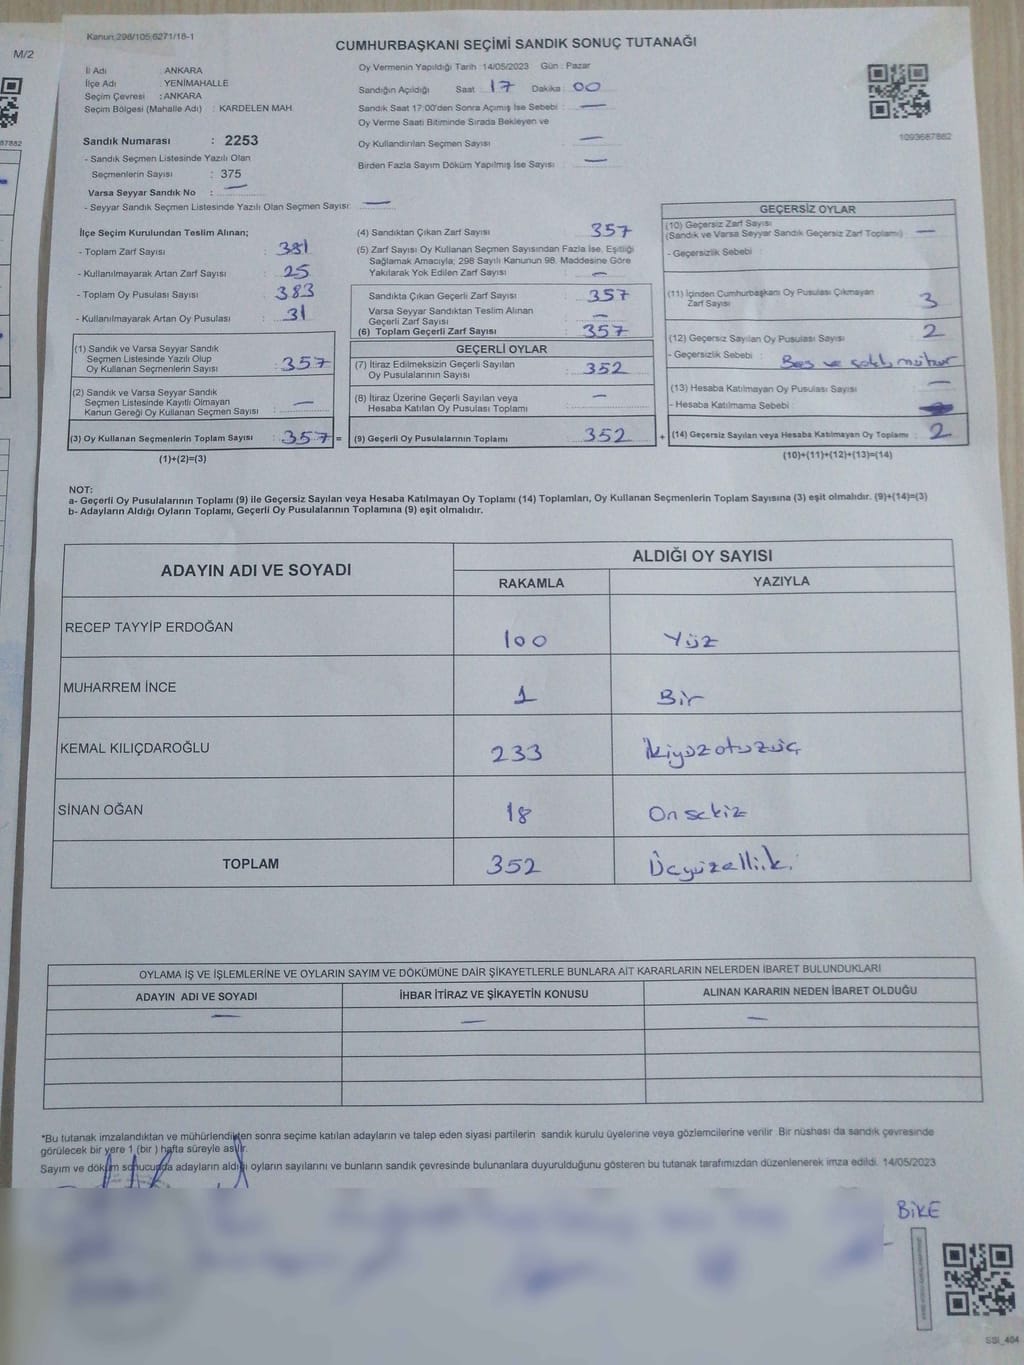 M/2
87882
Kanun;298/105;6271/16-1
CUMHURBAŞKANI SEÇİMİ SANDIK SONUÇ TUTANAĞI
İl Adı : ANKARA
İlçe Adı : YENİMAHALLE
Seçim Çevresi : ANKARA
Seçim Bölgesi (Mahalle Adı) : KARDELEN MAH.
Oy Vermenin Yapıldığı Tarih :14/05/2023 Gün : Pazar
Sandığın Açıldığı Saat 17 Dakika 00
Sandık Saat 17:00'den Sonra Açımış İse Sebebi : —
Oy Verme Saati Bitiminde Sırada Bekleyen ve
Oy Kullandırılan Seçmen Sayısı —
Birden Fazla Sayım Döküm Yapılmış İse Sayısı : —
1093687882
Sandık Numarası : 2253
- Sandık Seçmen Listesinde Yazılı Olan
Seçmenlerin Sayısı : 375
Varsa Seyyar Sandık No : —
- Seyyar Sandık Seçmen Listesinde Yazılı Olan Seçmen Sayısı: —
İlçe Seçim Kurulundan Teslim Alınan;
- Toplam Zarf Sayısı : 381
- Kullanılmayarak Artan Zarf Sayısı : 25
- Toplam Oy Pusulası Sayısı : 383
- Kullanılmayarak Artan Oy Pusulası : 31
(1) Sandık ve Varsa Seyyar Sandık
Seçmen Listesinde Yazılı Olup
Oy Kullanan Seçmenlerin Sayısı : 357
(2) Sandık ve Varsa Seyyar Sandık
Seçmen Listesinde Kayıtlı Olmayan
Kanun Gereği Oy Kullanan Seçmen Sayısı : —
(3) Oy Kullanan Seçmenlerin Toplam Sayısı : 357 =
(1)+(2)=(3)
(4) Sandıktan Çıkan Zarf Sayısı : 357
(5) Zarf Sayısı Oy Kullanan Seçmen Sayısından Fazla İse, Eşitliği
Sağlamak Amacıyla; 298 Sayılı Kanunun 98. Maddesine Göre
Yakılarak Yok Edilen Zarf Sayısı : —
Sandıkta Çıkan Geçerli Zarf Sayısı : 357
Varsa Seyyar Sandıktan Teslim Alınan
Geçerli Zarf Sayısı : —
(6) Toplam Geçerli Zarf Sayısı : 357
GEÇERLİ OYLAR
(7) İtiraz Edilmeksizin Geçerli Sayılan
Oy Pusulalarının Sayısı : 352
(8) İtiraz Üzerine Geçerli Sayılan veya
Hesaba Katılan Oy Pusulası Toplamı : —
(9) Geçerli Oy Pusulalarının Toplamı : 352 +
GEÇERSİZ OYLAR
(10) Geçersiz Zarf Sayısı
(Sandık ve Varsa Seyyar Sandık Geçersiz Zarf Toplamı) : —
- Geçersizlik Sebebi :
(11) İçinden Cumhurbaşkanı Oy Pusulası Çıkmayan
Zarf Sayısı : 3
(12) Geçersiz Sayılan Oy Pusulası Sayısı : 2
- Geçersizlik Sebebi : Boş ve çoklu mühür
(13) Hesaba Katılmayan Oy Pusulası Sayısı : —
- Hesaba Katılmama Sebebi :
(14) Geçersiz Sayılan veya Hesaba Katılmayan Oy Toplamı : 2
(10)+(11)+(12)+(13)=(14)
NOT:
a- Geçerli Oy Pusulalarının Toplamı (9) ile Geçersiz Sayılan veya Hesaba Katılmayan Oy Toplamı (14) Toplamları, Oy Kullanan Seçmenlerin Toplam Sayısına (3) eşit olmalıdır. (9)+(14)=(3)
b- Adayların Aldığı Oyların Toplamı, Geçerli Oy Pusulalarının Toplamına (9) eşit olmalıdır.
ADAYIN ADI VE SOYADI
ALDIĞI OY SAYISI
RAKAMLA YAZIYLA
RECEP TAYYİP ERDOĞAN 100 Yüz
MUHARREM İNCE 1 Bir
KEMAL KILIÇDAROĞLU 233 İkiyüzotuzüç
SİNAN OĞAN 18 Onsekiz
TOPLAM 352 Üçyüzelliiki
OYLAMA İŞ VE İŞLEMLERİNE VE OYLARIN SAYIM VE DÖKÜMÜNE DAİR ŞİKAYETLERLE BUNLARA AİT KARARLARIN NELERDEN İBARET BULUNDUKLARI
ADAYIN ADI VE SOYADI İHBAR İTİRAZ VE ŞİKAYETİN KONUSU ALINAN KARARIN NEDEN İBARET OLDUĞU
— — —
*Bu tutanak imzalandıktan ve mühürlendikten sonra seçime katılan adayların ve talep eden siyasi partilerin sandık kurulu üyelerine veya gözlemcilerine verilir. Bir nüshası da sandık çevresinde
görülecek bir yere 1 (bir ) hafta süreyle asılır.
Sayım ve döküm sonucunda adayların aldığı oyların sayılarını ve bunların sandık çevresinde bulunanlara duyurulduğunu gösteren bu tutanak tarafımızdan düzenlenerek imza edildi. 14/05/2023
BİKE
SSI_404